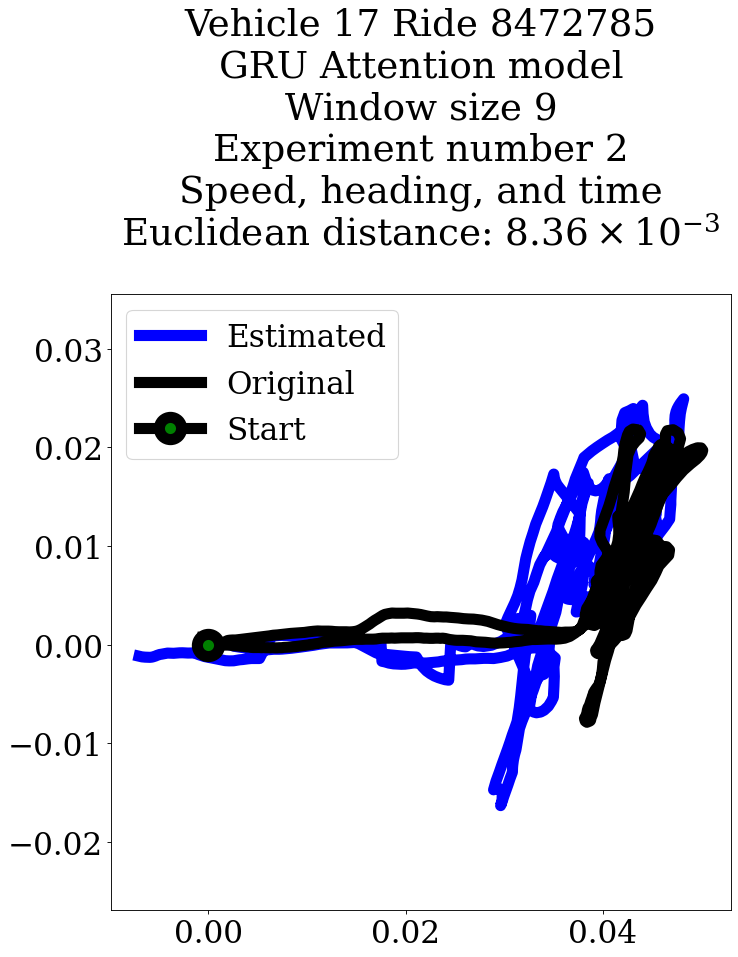 Vehicle 17 Ride 8472785
GRU Attention model
Window size 9
Experiment number 2
Speed, heading, and time
Euclidean distance: 8.36 × 10⁻³
Estimated
Original
Start
0.03
0.02
0.01
0.00
−0.01
−0.02
0.00 0.02 0.04